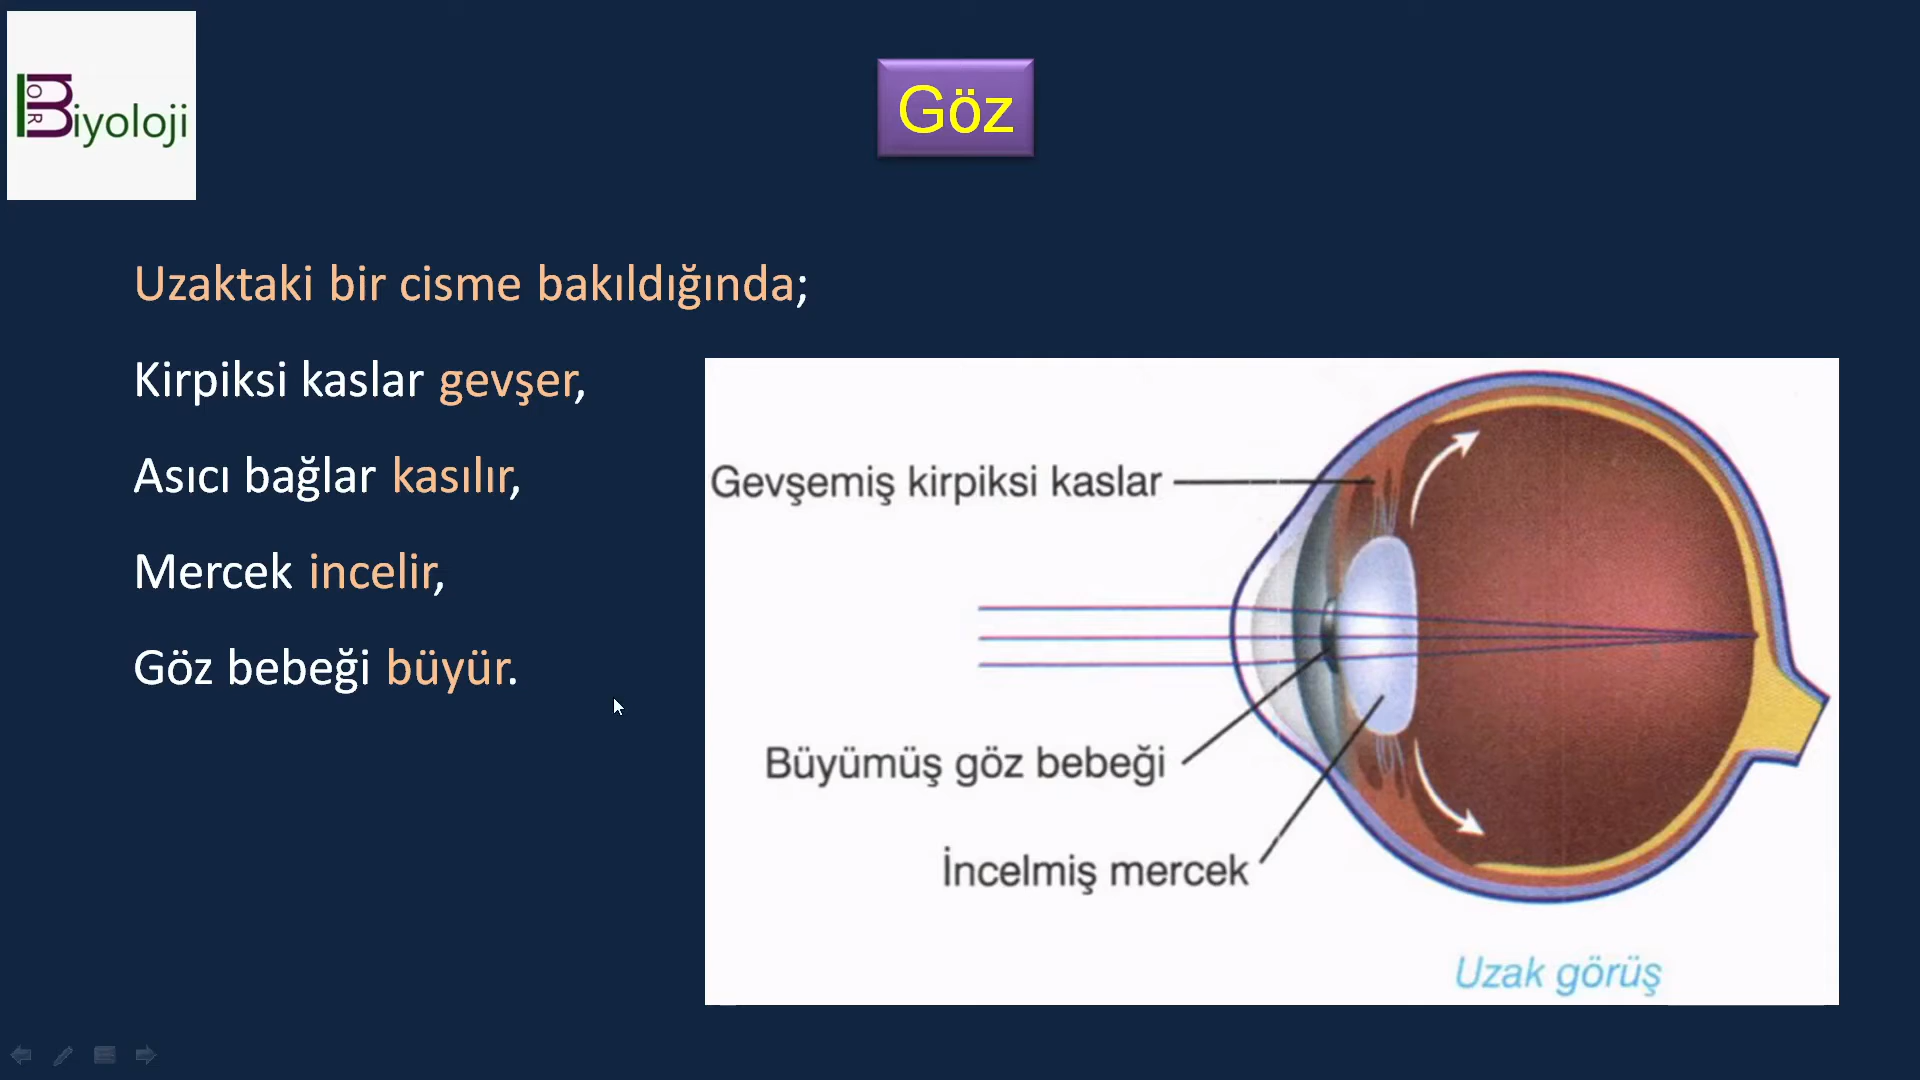 Biyoloji
OR
Göz
Uzaktaki bir cisme bakıldığında;
Kirpiksi kaslar gevşer,
Asıcı bağlar kasılır,
Mercek incelir,
Göz bebeği büyür.
Gevşemiş kirpiksi kaslar
Büyümüş göz bebeği
İncelmiş mercek
Uzak görüş